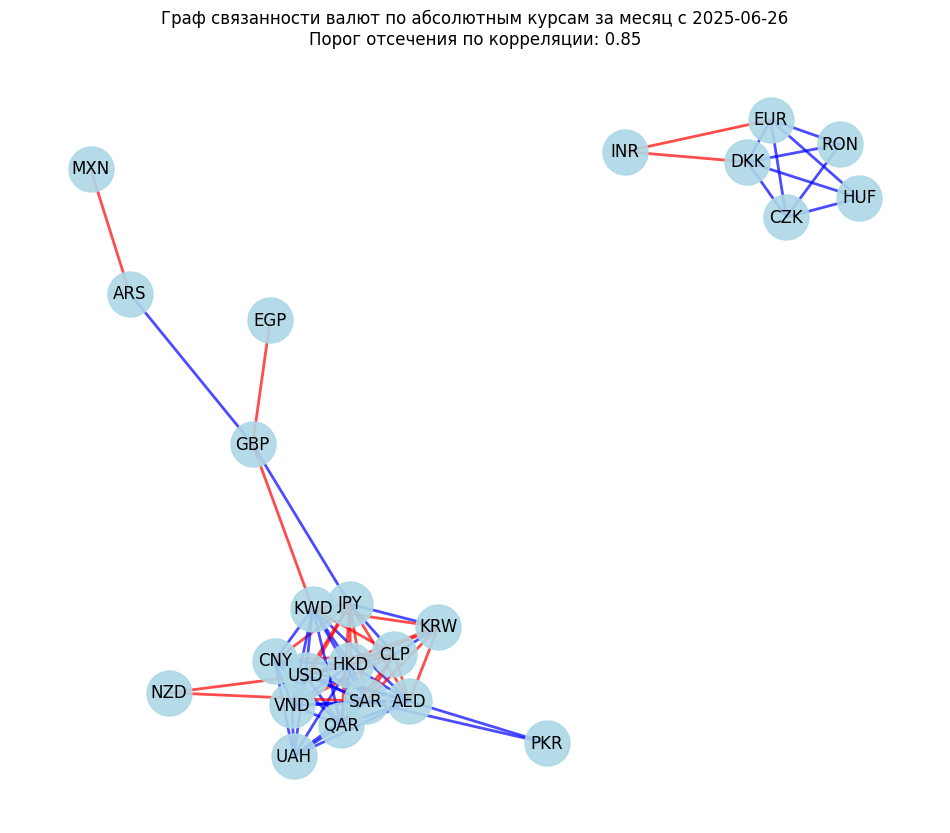 Граф связанности валют по абсолютным курсам за месяц с 2025-06-26
Порог отсечения по корреляции: 0.85
EUR
RON
INR
DKK
MXN
HUF
CZK
ARS
EGP
GBP
JPY
KWD
KRW
CLP
CNY
HKD
USD
NZD
SAR
AED
VND
QAR
PKR
UAH